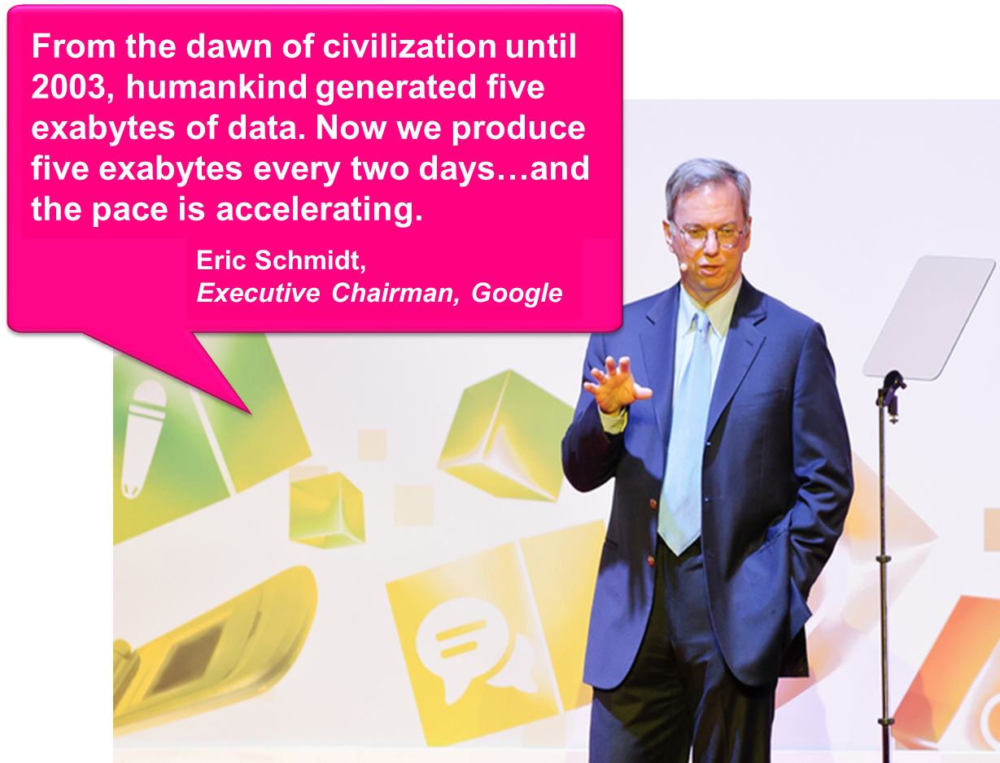 From the dawn of civilization until
2003, humankind generated five
exabytes of data. Now we produce
five exabytes every two days…and
the pace is accelerating.
Eric Schmidt,
Executive Chairman, Google